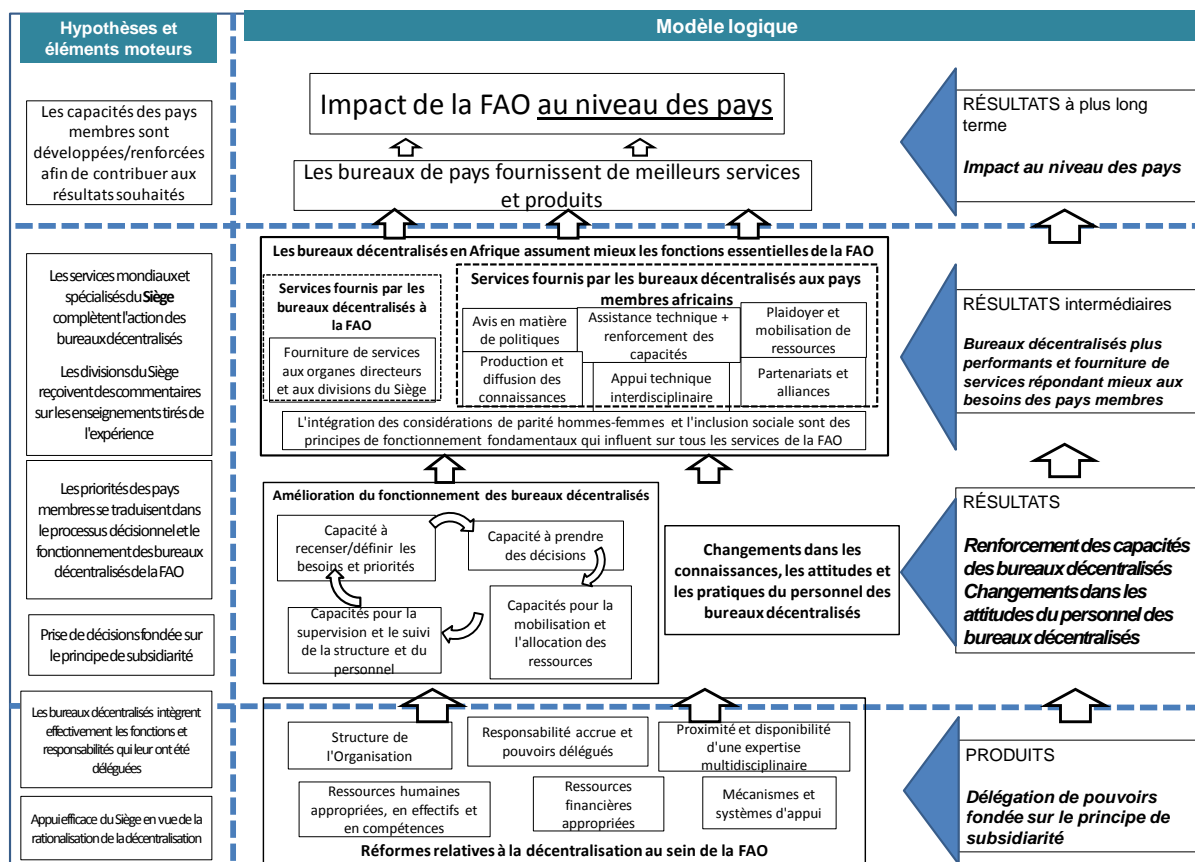 Hypothèses et
éléments moteurs
Modèle logique
Les capacités des pays
membres sont
développées/renforcées
afin de contribuer aux
résultats souhaités
Impact de la FAO au niveau des pays
Les bureaux de pays fournissent de meilleurs services
et produits
RÉSULTATS à plus long
terme
Impact au niveau des pays
Les services mondiaux et
spécialisés du Siège
complètent l'action des
bureaux décentralisés
Les divisions du Siège
reçoivent des commentaires
sur les enseignements tirés de
l'expérience
Les bureaux décentralisés en Afrique assument mieux les fonctions essentielles de la FAO
Services fournis par les
bureaux décentralisés à
la FAO
Fourniture de services
aux organes directeurs
et aux divisions du Siège
Services fournis par les bureaux décentralisés aux pays
membres africains
Avis en matière
de politiques
Assistance technique +
renforcement des
capacités
Plaidoyer et
mobilisation de
ressources
Production et
diffusion des
connaissances
Appui technique
interdisciplinaire
Partenariats et
alliances
L'intégration des considérations de parité hommes-femmes et l'inclusion sociale sont des
principes de fonctionnement fondamentaux qui influent sur tous les services de la FAO
RÉSULTATS intermédiaires
Bureaux décentralisés plus
performants et fourniture de
services répondant mieux aux
besoins des pays membres
Les priorités des pays
membres se traduisent dans
le processus décisionnel et le
fonctionnement des bureaux
décentralisés de la FAO
Prise de décisions fondée sur
le principe de subsidiarité
Amélioration du fonctionnement des bureaux décentralisés
Capacité à
recenser/définir les
besoins et priorités
Capacité à prendre
des décisions
Capacités pour la
supervision et le suivi
de la structure et du
personnel
Capacités pour la
mobilisation et
l'allocation des
ressources
Changements dans les
connaissances, les attitudes et
les pratiques du personnel des
bureaux décentralisés
RÉSULTATS
Renforcement des capacités
des bureaux décentralisés
Changements dans les
attitudes du personnel des
bureaux décentralisés
Les bureaux décentralisés intègrent
effectivement les fonctions et
responsabilités qui leur ont été
déléguées
Appui efficace du Siège en vue de la
rationalisation de la décentralisation
Structure de
l'Organisation
Responsabilité accrue et
pouvoirs délégués
Proximité et disponibilité
d'une expertise
multidisciplinaire
Ressources humaines
appropriées, en effectifs et
en compétences
Ressources
financières
appropriées
Mécanismes et
systèmes d'appui
Réformes relatives à la décentralisation au sein de la FAO
PRODUITS
Délégation de pouvoirs
fondée sur le principe de
subsidiarité